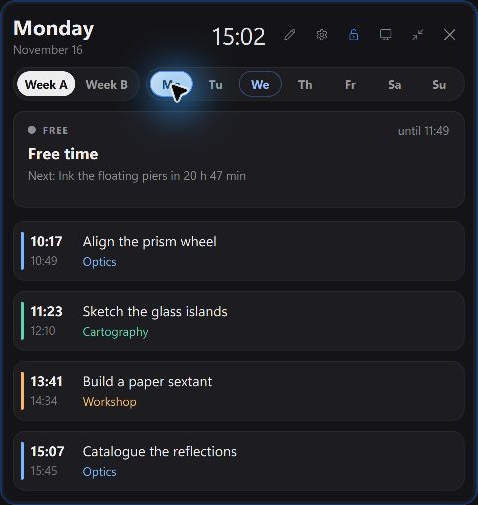 Monday
November 16
15:02
Week A
Week B
Tu
We
Th
Fr
Sa
Su
FREE
until 11:49
Free time
Next: Ink the floating piers in 20 h 47 min
10:17
Align the prism wheel
10:49
Optics
11:23
Sketch the glass islands
12:10
Cartography
13:41
Build a paper sextant
14:34
Workshop
15:07
Catalogue the reflections
15:45
Optics